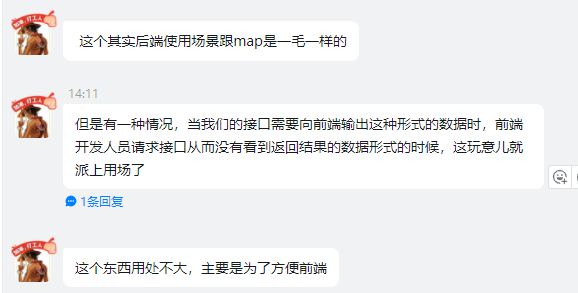 这个其实后端使用场景跟map是一毛一样的
14:11
但是有一种情况，当我们的接口需要向前端输出这种形式的数据时，前端
开发人员请求接口从而没有看到返回结果的数据形式的时候，这玩意儿就
派上用场了
1条回复
这个东西用处不大，主要是为了方便前端